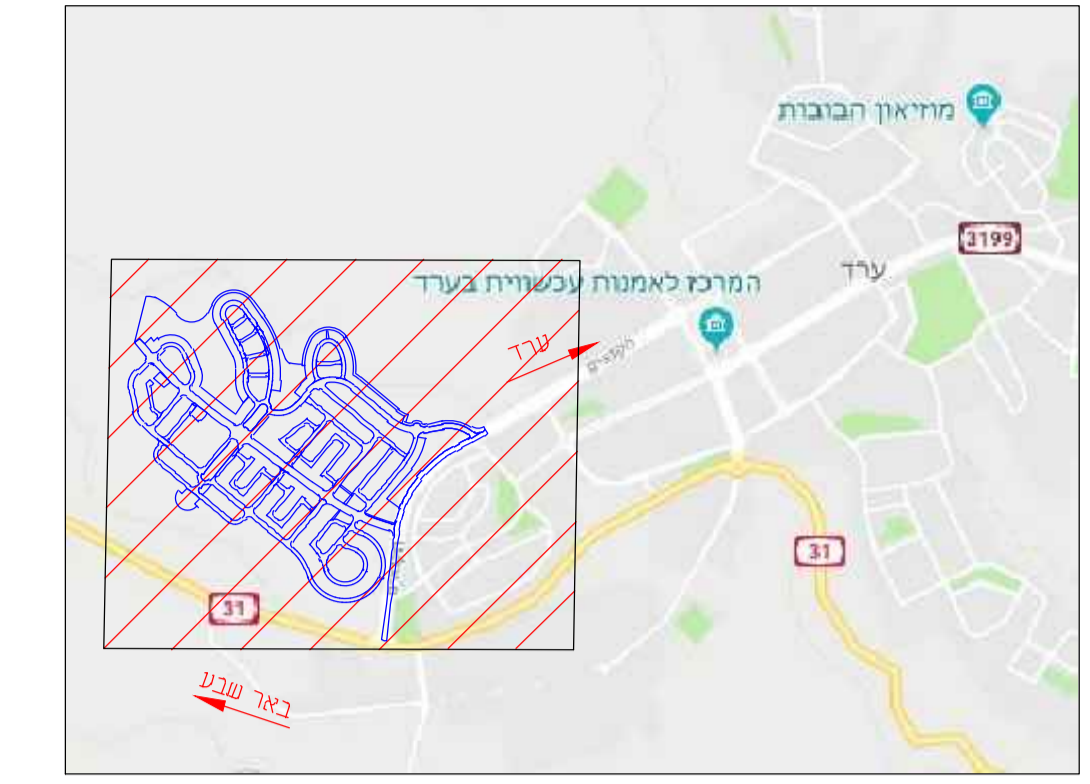 מוזיאון הבובות
3199
ערד
המרכז לאמנות עכשווית בערד
ערד
31
31
באר שבע